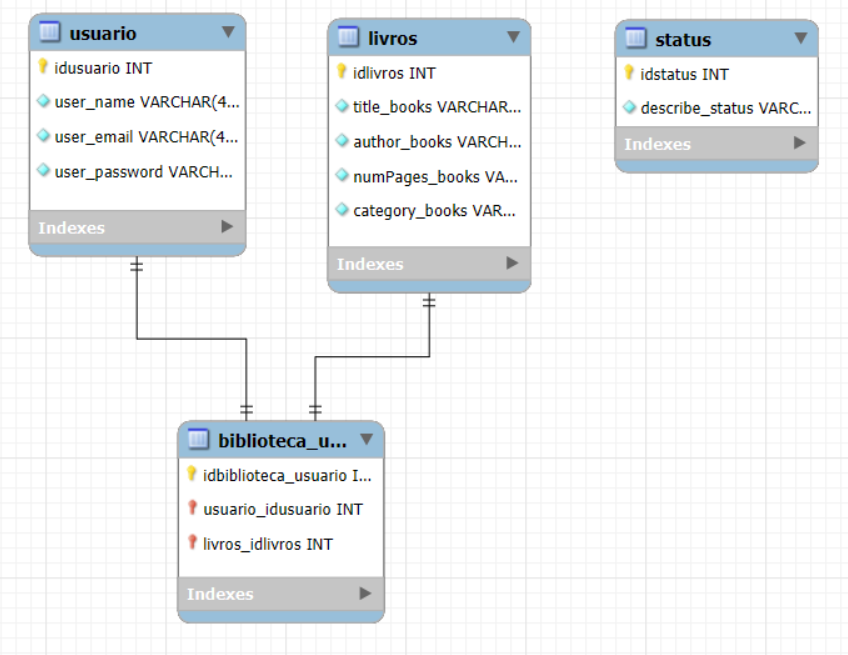 usuario
idusuario INT
user_name VARCHAR(4...
user_email VARCHAR(4...
user_password VARCH...
Indexes
livros
idlivros INT
title_books VARCHAR...
author_books VARCH...
numPages_books VA...
category_books VAR...
Indexes
status
idstatus INT
describe_status VARC...
Indexes
biblioteca_u...
idbiblioteca_usuario I...
usuario_idusuario INT
livros_idlivros INT
Indexes